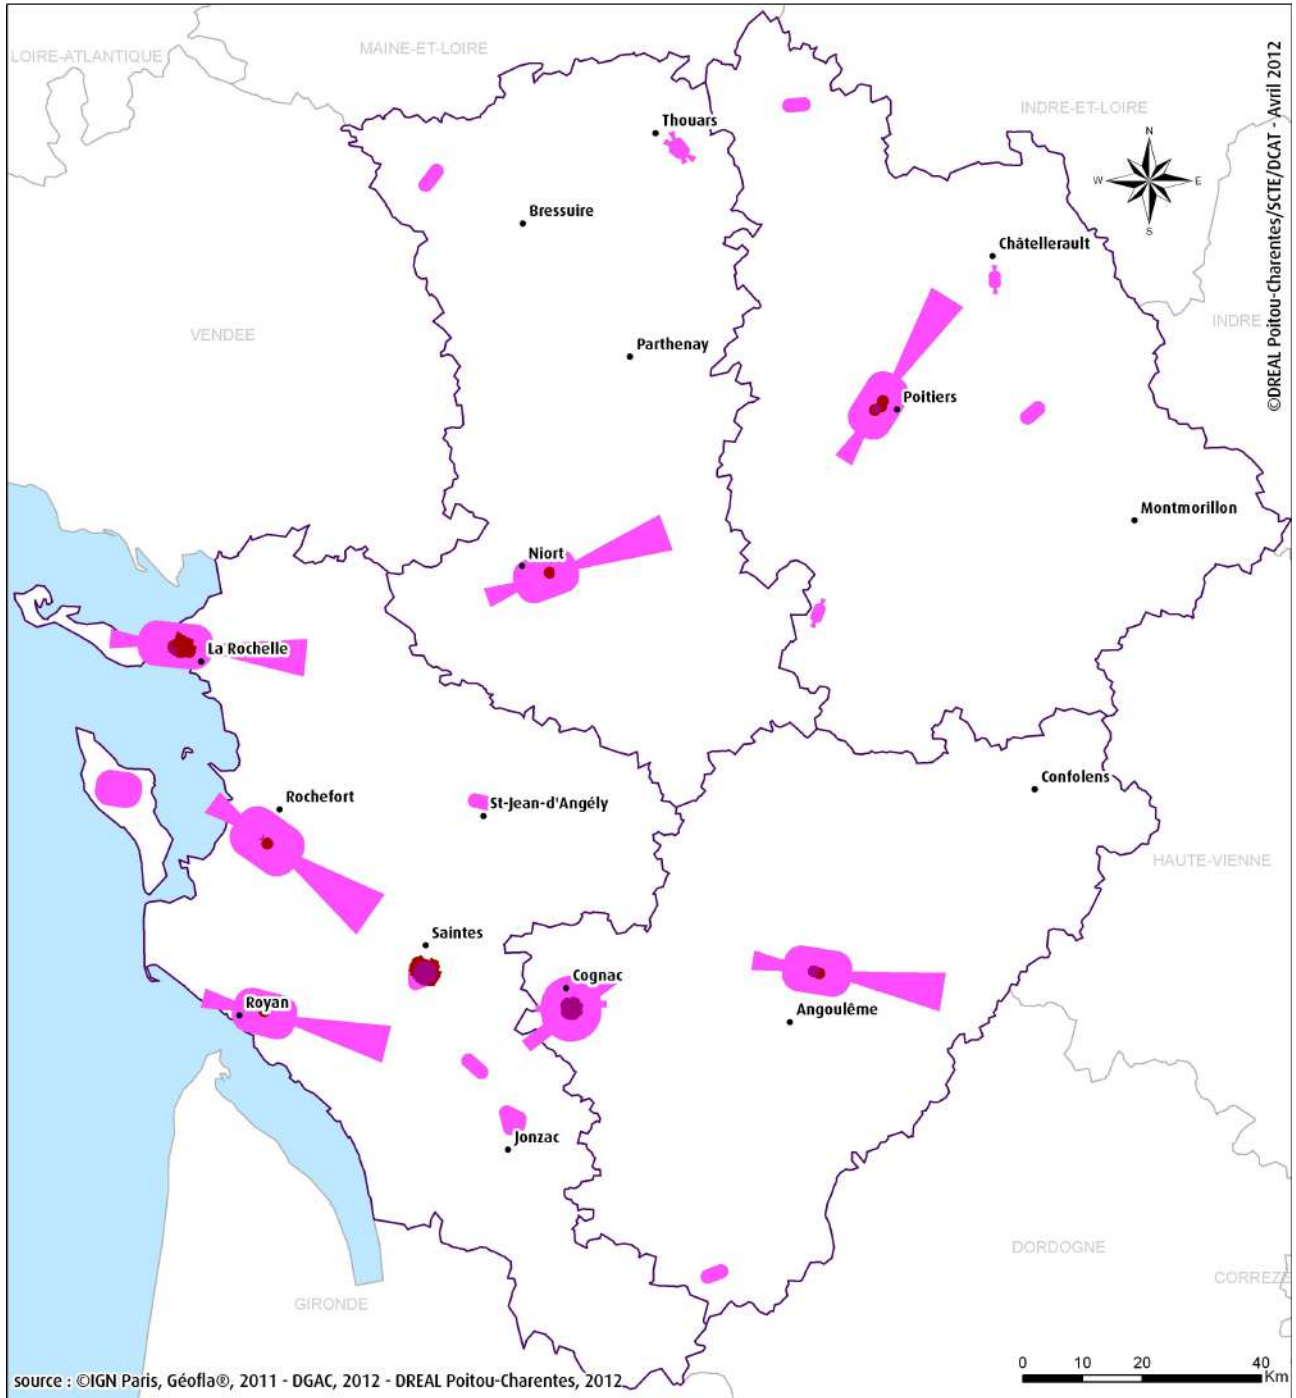 LOIRE-ATLANTIQUE
MAINE-ET-LOIRE
INDRE-ET-LOIRE
©DREAL Poitou-Charentes/SCTE/DCAT - Avril 2012
Thouars
N
W
E
S
Bressuire
Châtellerault
VENDEE
INDRE
Parthenay
Poitiers
Montmorillon
Niort
La Rochelle
Confolens
Rochefort
St-Jean-d'Angély
HAUTE-VIENNE
Saintes
Cognac
Royan
Angoulême
Jonzac
DORDOGNE
CORREZE
GIRONDE
0 10 20 40
Km
source : ©IGN Paris, Géofla®, 2011 - DGAC, 2012 - DREAL Poitou-Charentes, 2012